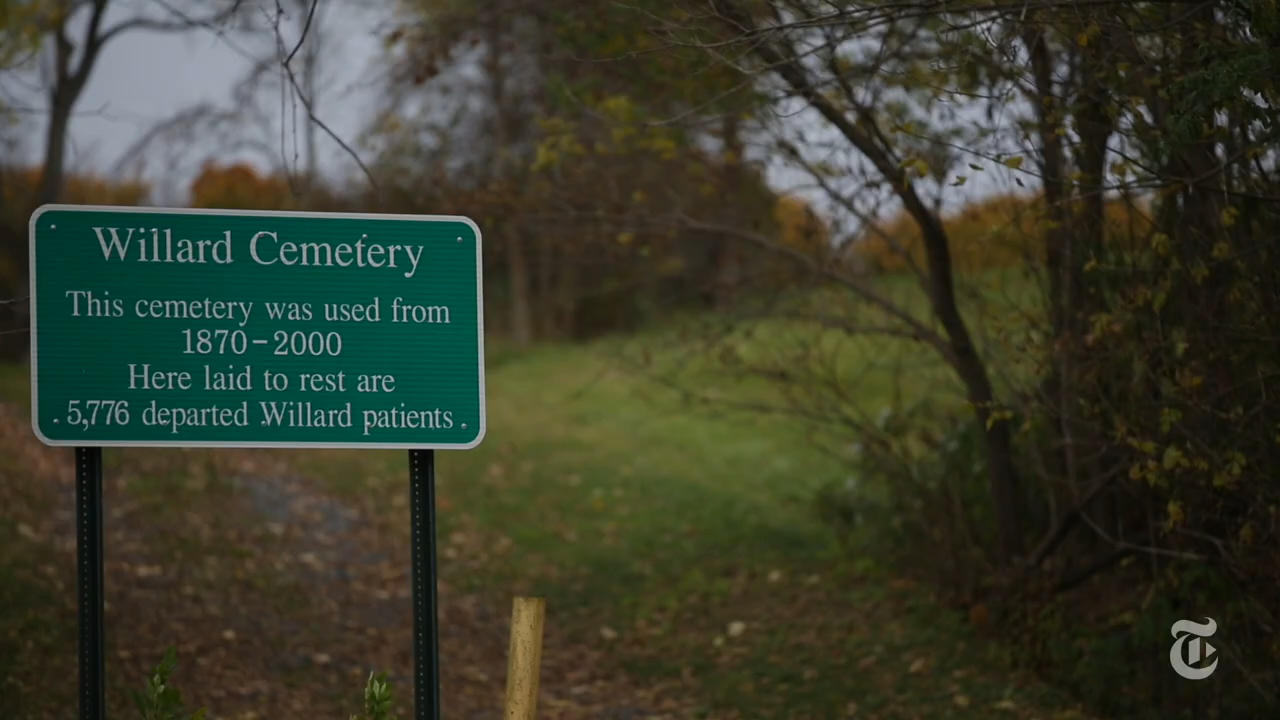 Willard Cemetery
This cemetery was used from
1870-2000
Here laid to rest are
5,776 departed Willard patients
T